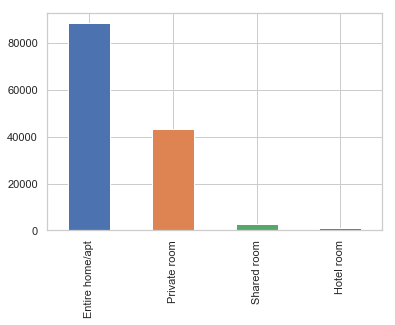 80000
60000
40000
20000
0
Entire home/apt
Private room
Shared room
Hotel room